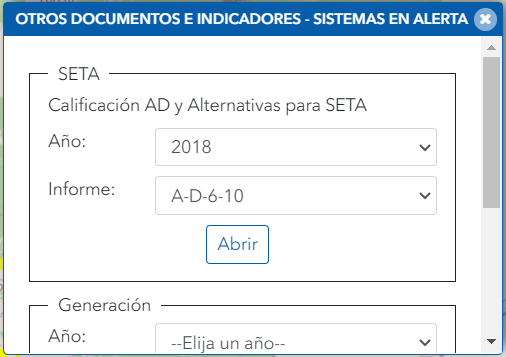 OTROS DOCUMENTOS E INDICADORES - SISTEMAS EN ALERTA
SETA
Calificación AD y Alternativas para SETA
Año: 2018
Informe: A-D-6-10
Abrir
Generación
Año: --Elija un año--